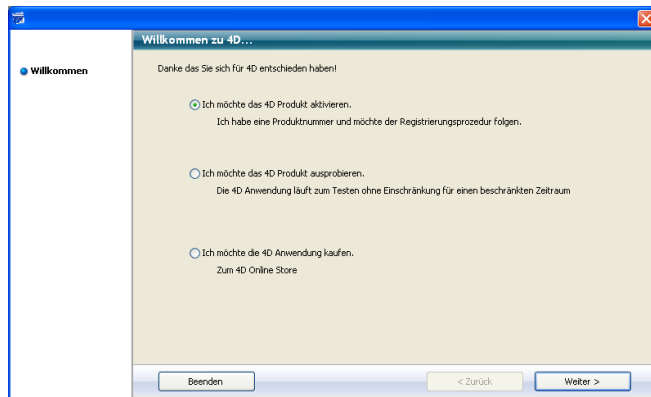 Willkommen zu 4D...
Willkommen
Danke das Sie sich für 4D entschieden haben!
Ich möchte das 4D Produkt aktivieren.
Ich habe eine Produktnummer und möchte der Registrierungsprozedur folgen.
Ich möchte das 4D Produkt ausprobieren.
Die 4D Anwendung läuft zum Testen ohne Einschränkung für einen beschränkten Zeitraum
Ich möchte die 4D Anwendung kaufen.
Zum 4D Online Store
Beenden
< Zurück
Weiter >